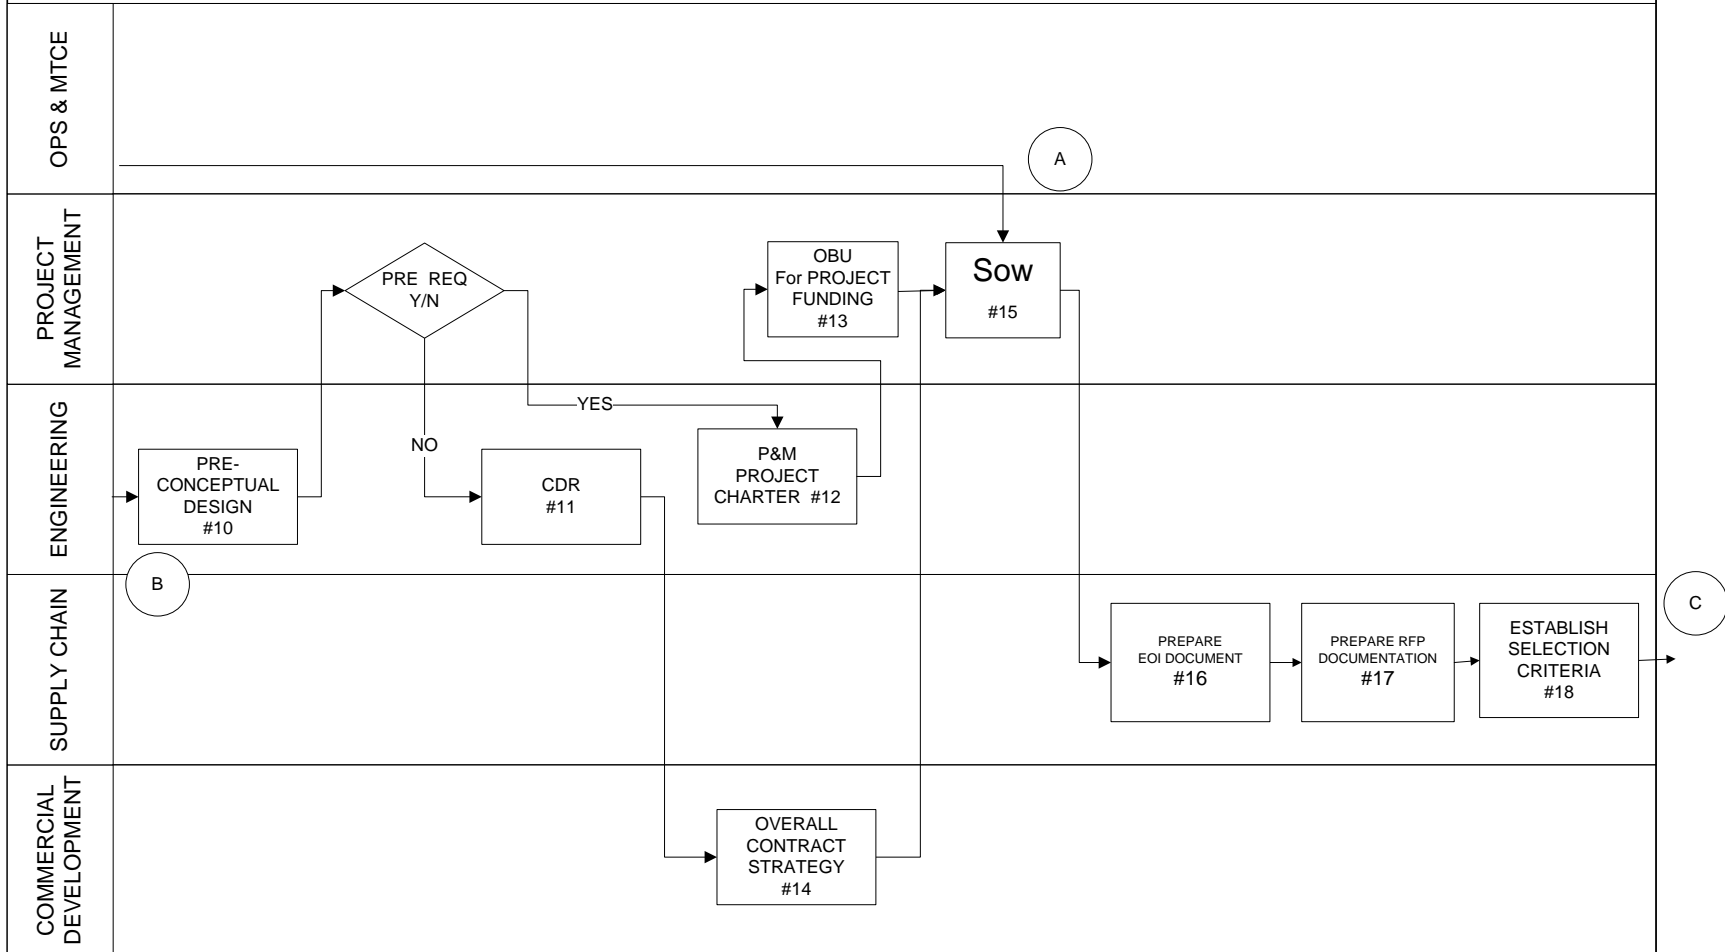 OPS & MTCE
A
PROJECT
MANAGEMENT
PRE REQ
Y/N
OBU
For PROJECT
FUNDING
#13
Sow
#15
ENGINEERING
YES
NO
PRE-
CONCEPTUAL
DESIGN
#10
CDR
#11
P&M
PROJECT
CHARTER #12
B
SUPPLY CHAIN
PREPARE
EOI DOCUMENT
#16
PREPARE RFP
DOCUMENTATION
#17
ESTABLISH
SELECTION
CRITERIA
#18
C
COMMERCIAL
DEVELOPMENT
OVERALL
CONTRACT
STRATEGY
#14